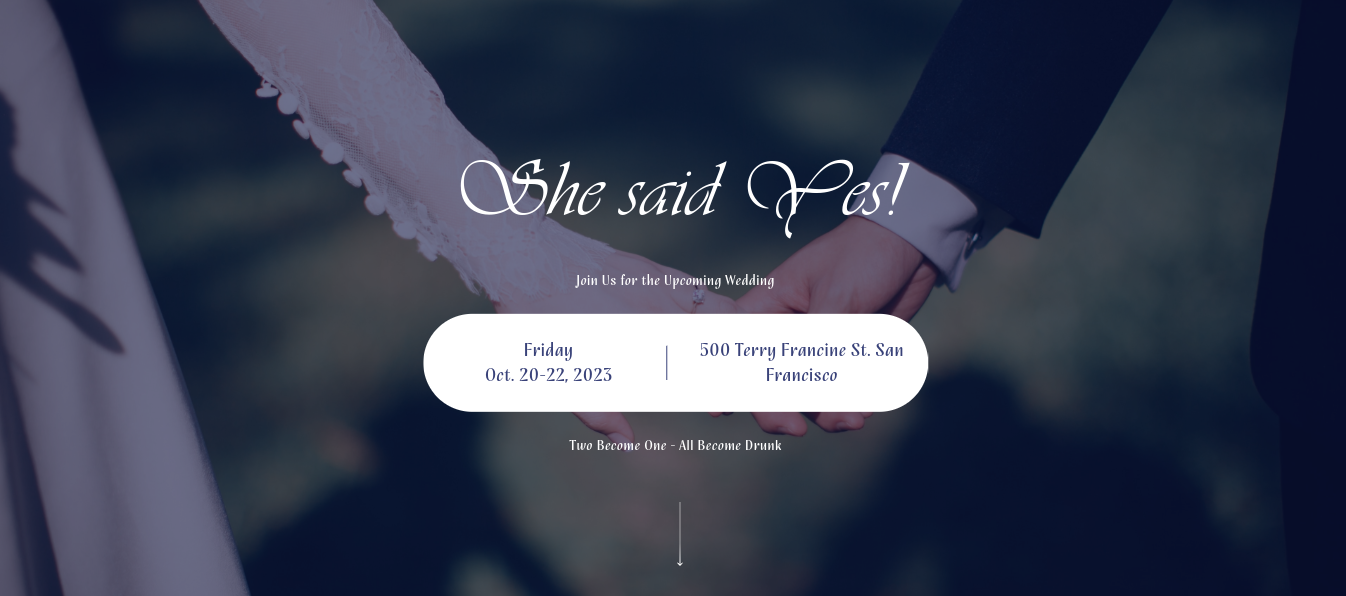 She said Yes!
Join Us for the Upcoming Wedding
Friday
Oct. 20-22, 2023
500 Terry Francine St. San
Francisco
Two Become One - All Become Drunk